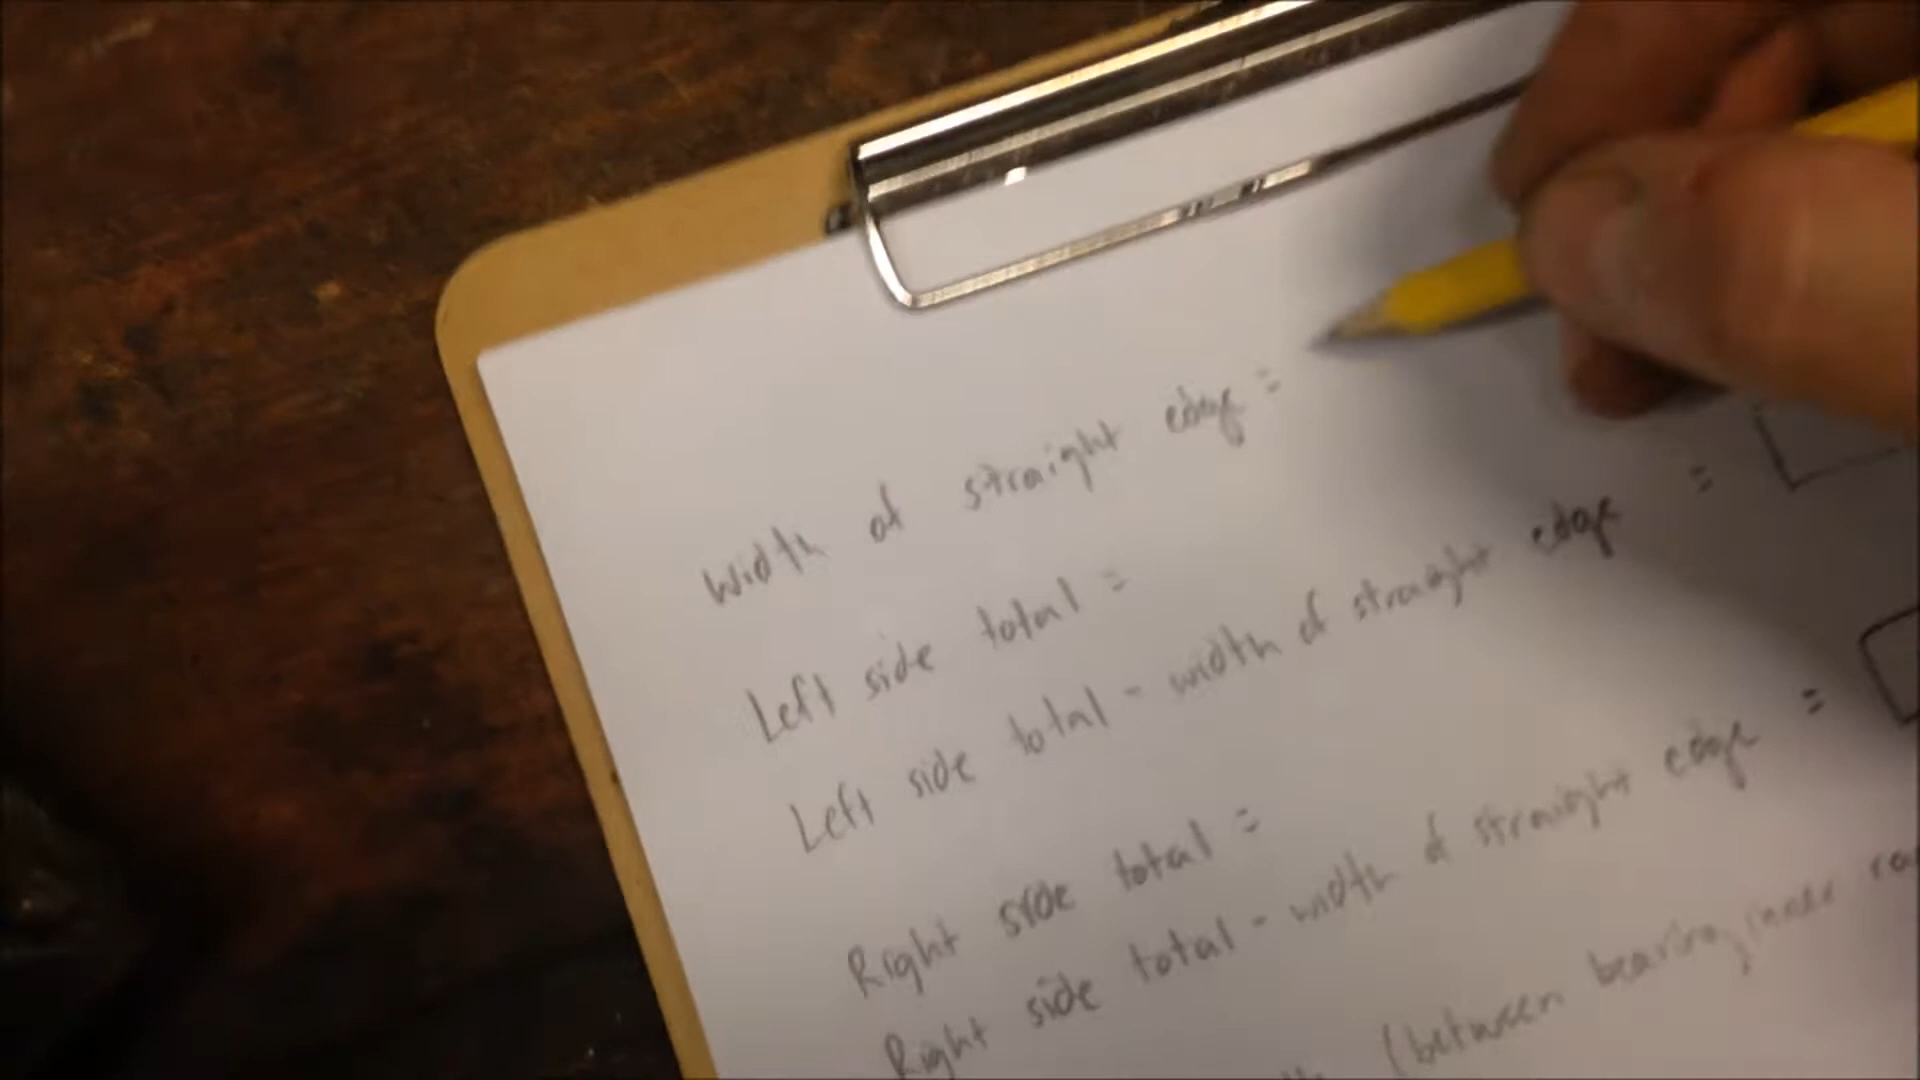 Width of straight edge =
Left side total =
Left side total - width of straight edge =
Right side total =
Right side total - width of straight edge =
(between bearing inner